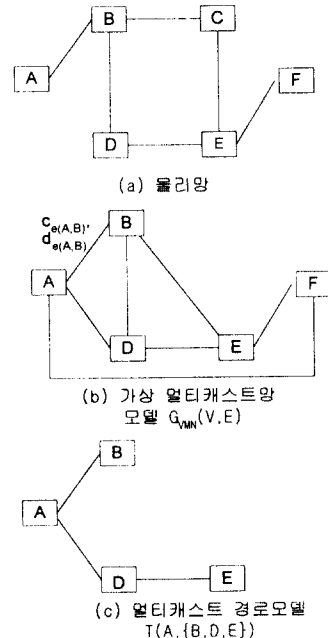 B C
A F
D E
(a) 물리망
c_e(A,B),
d_e(A,B)
B
A F
D E
(b) 가상 멀티캐스트망
모델 G_VMN(V,E)
B
A
D E
(c) 멀티캐스트 경로모델
T(A,{B,D,E})